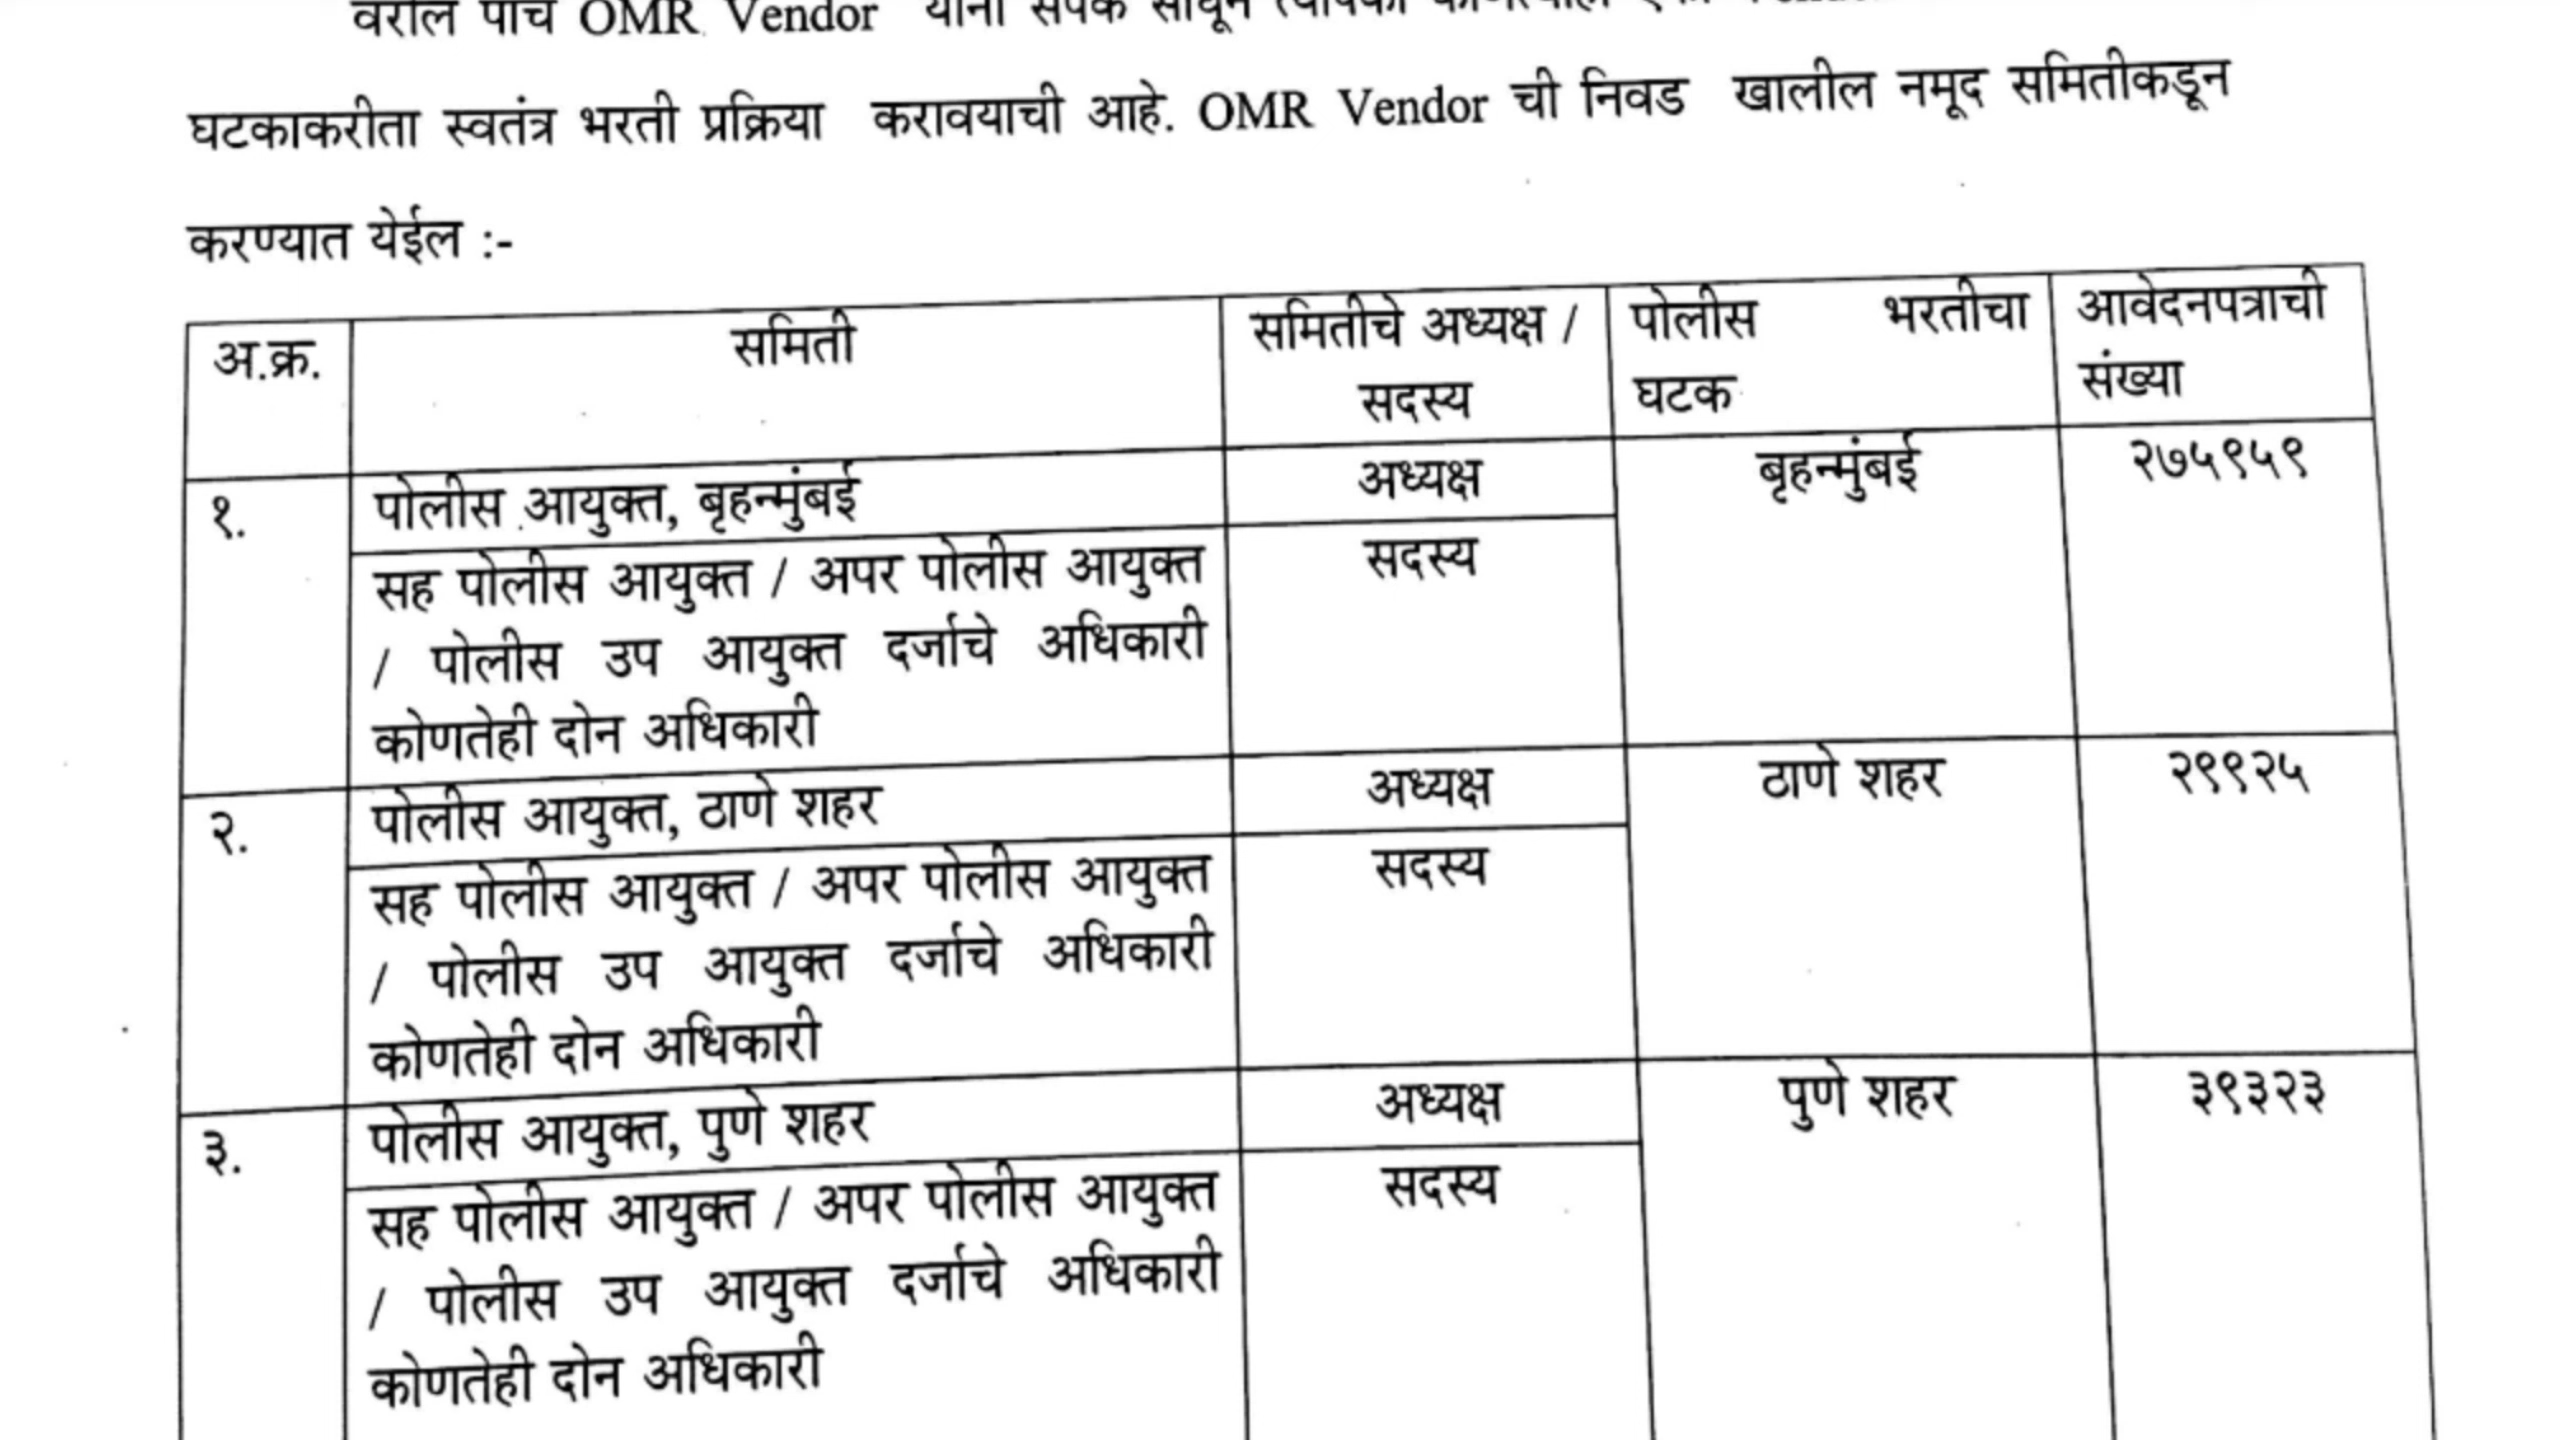 वरील पाच OMR Vendor यांना संपर्क साधून
घटकाकरीता स्वतंत्र भरती प्रक्रिया करावयाची आहे. OMR Vendor ची निवड खालील नमूद समितीकडून
करण्यात येईल :-
अ.क्र. समिती समितीचे अध्यक्ष / पोलीस भरतीचा आवेदनपत्राची
सदस्य घटक संख्या
१. पोलीस आयुक्त, बृहन्मुंबई अध्यक्ष बृहन्मुंबई २७५९५९
सह पोलीस आयुक्त / अपर पोलीस आयुक्त सदस्य
/ पोलीस उप आयुक्त दर्जाचे अधिकारी
कोणतेही दोन अधिकारी
२. पोलीस आयुक्त, ठाणे शहर अध्यक्ष ठाणे शहर २९९२५
सह पोलीस आयुक्त / अपर पोलीस आयुक्त सदस्य
/ पोलीस उप आयुक्त दर्जाचे अधिकारी
कोणतेही दोन अधिकारी
३. पोलीस आयुक्त, पुणे शहर अध्यक्ष पुणे शहर ३९३२३
सह पोलीस आयुक्त / अपर पोलीस आयुक्त सदस्य
/ पोलीस उप आयुक्त दर्जाचे अधिकारी
कोणतेही दोन अधिकारी